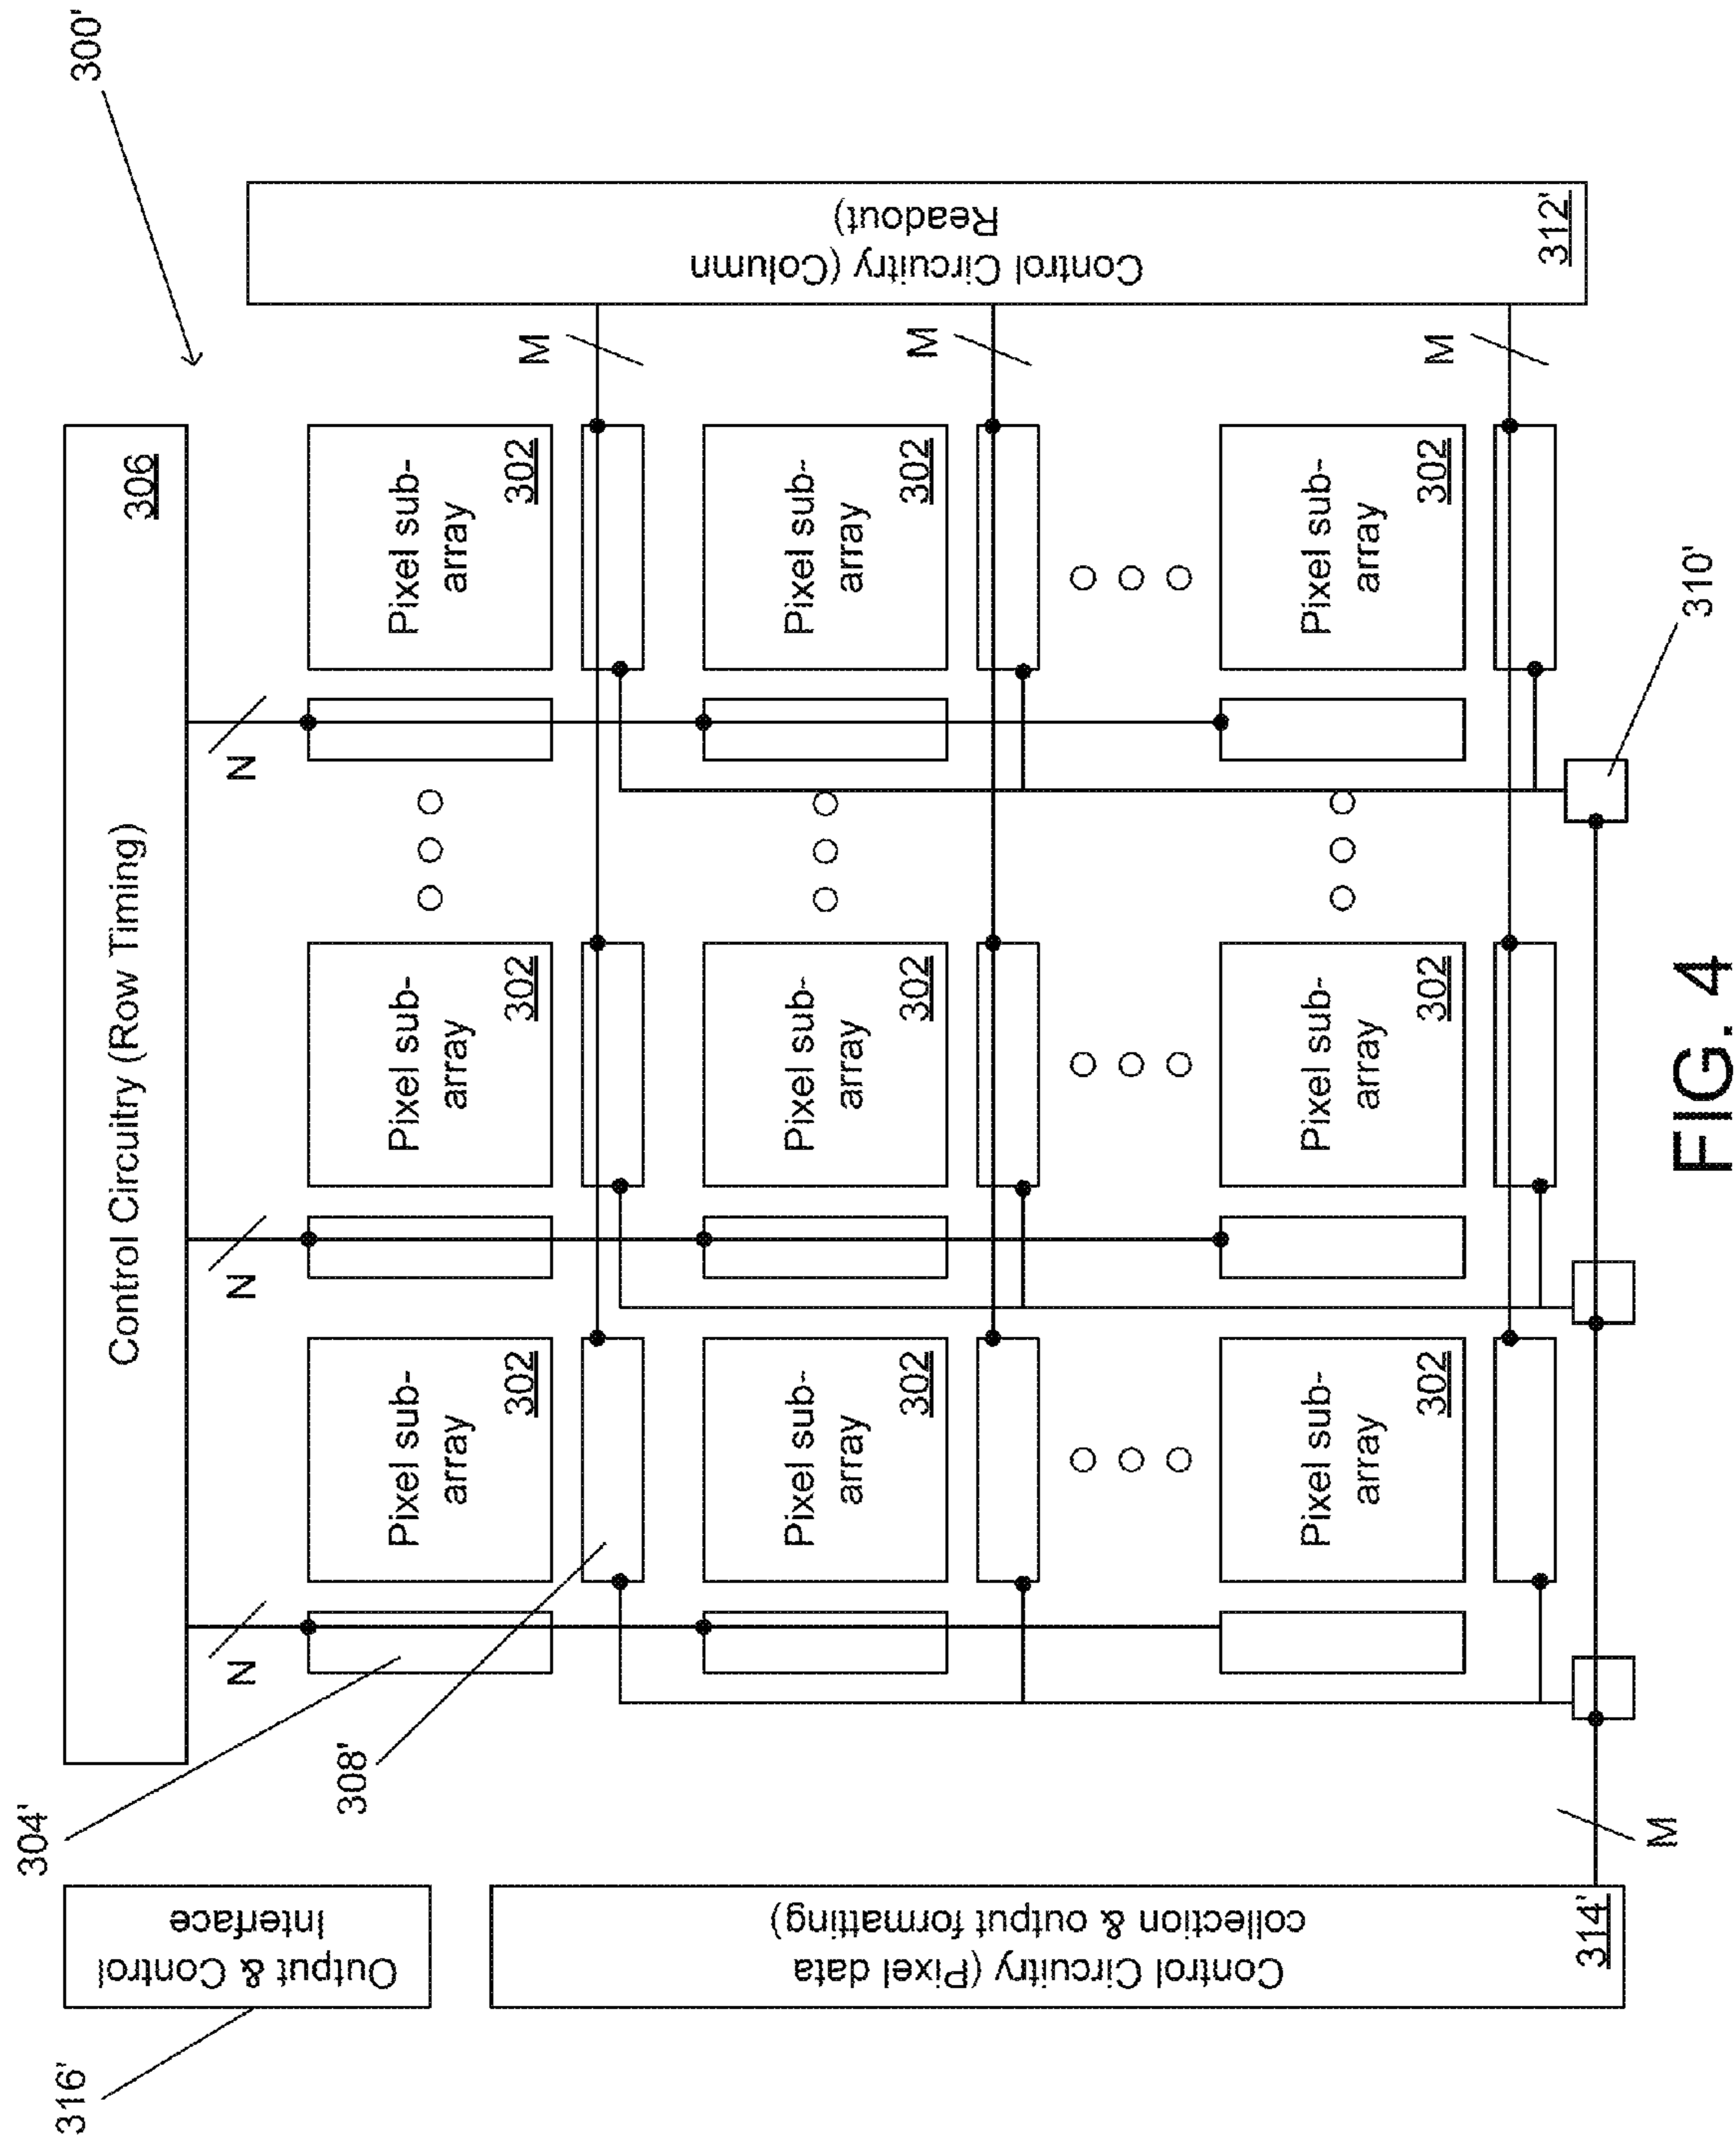 300'
Control Circuitry (Row Timing)
306
N
N
N
304'
308'
316'
Output & Control
Interface
Control Circuitry (Pixel data
collection & output formatting)
314'
Control Circuitry (Column
Readout)
312'
Pixel sub-
array
302
Pixel sub-
array
302
Pixel sub-
array
302
M
Pixel sub-
array
302
Pixel sub-
array
302
Pixel sub-
array
302
M
Pixel sub-
array
302
Pixel sub-
array
302
Pixel sub-
array
302
M
M
310'
FIG. 4